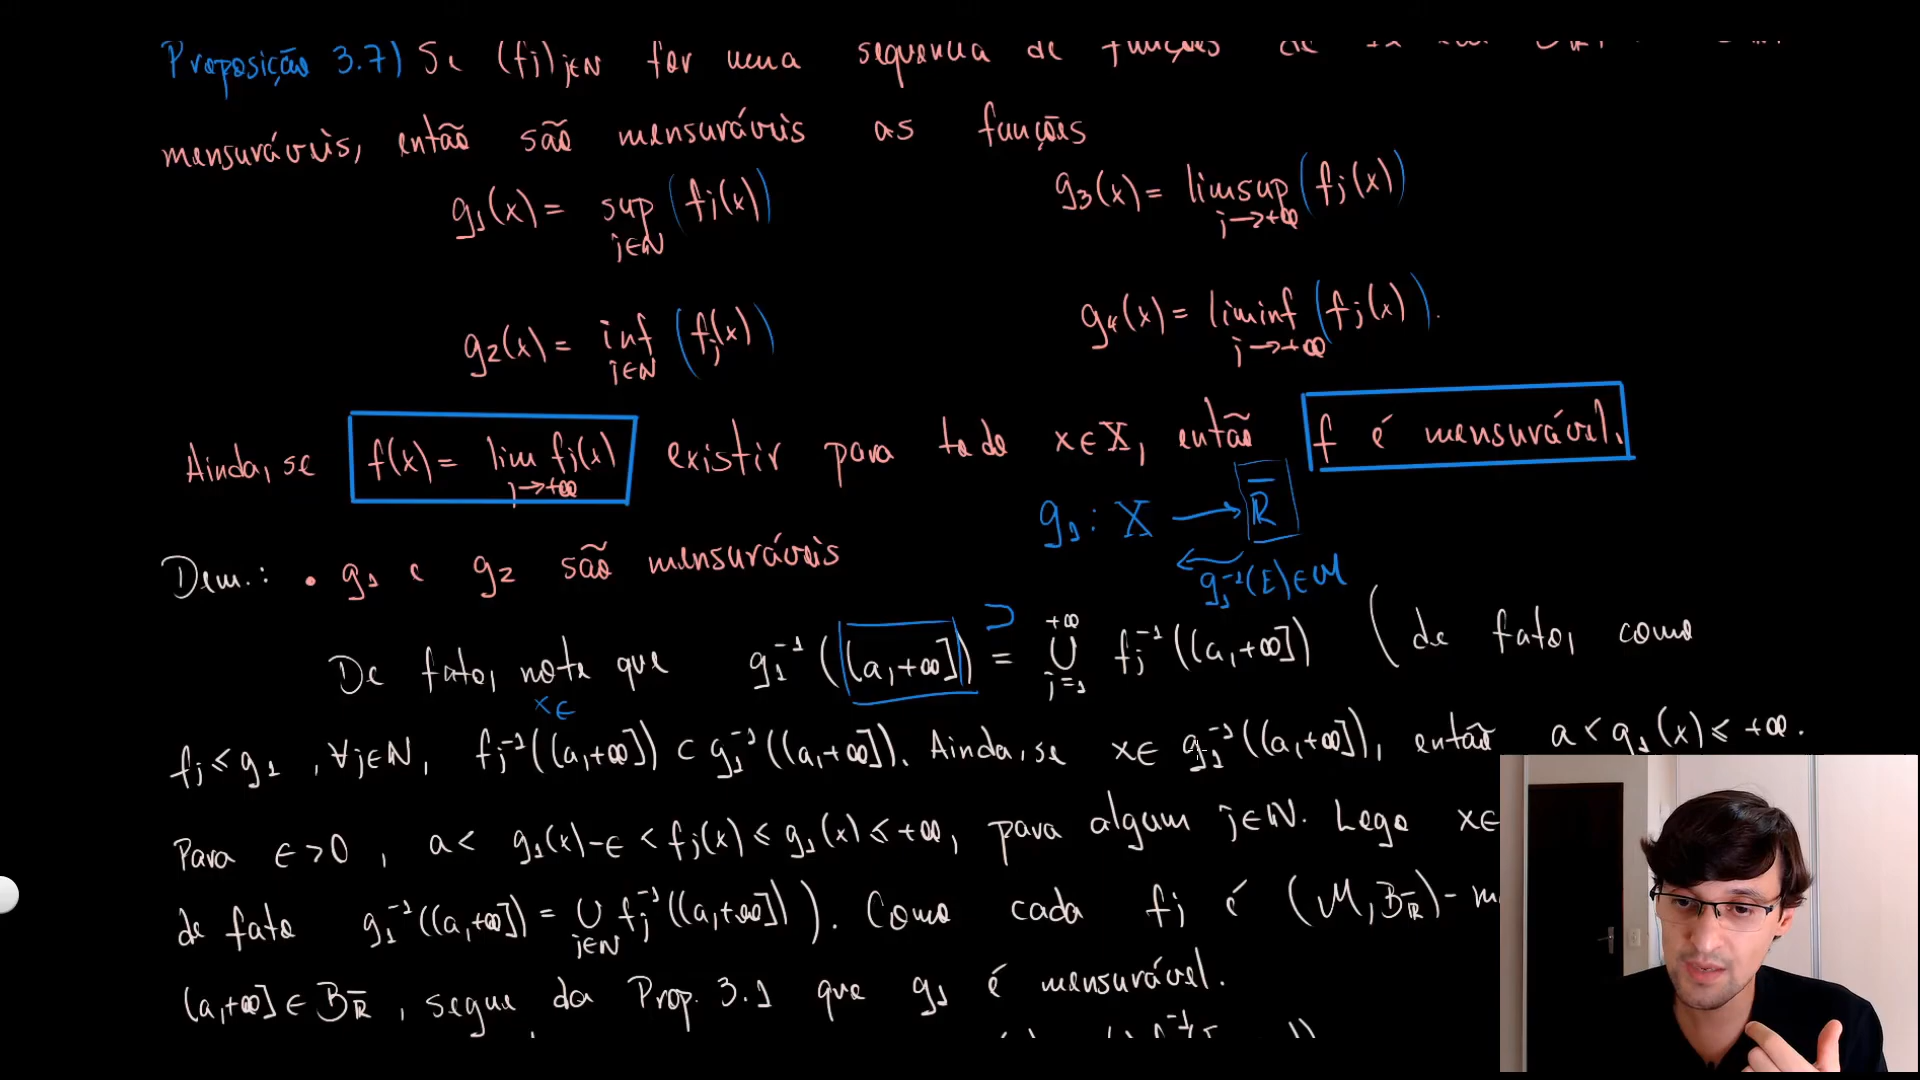 Proposição 3.7) Se (fj)j∈N for uma sequência de funções de
mensuráveis, então são mensuráveis as funções
g1(x) = sup j∈N (fj(x))
g3(x) = limsup j→+∞ (fj(x))
g2(x) = inf j∈N (fj(x))
g4(x) = liminf j→+∞ (fj(x)).
Ainda, se f(x) = lim j→+∞ fj(x) existir para todo x∈X, então f é mensurável.
g1: X → R̅
Dem.: • g1 e g2 são mensuráveis
g1⁻¹(E)∈M
De fato, note que g1⁻¹((a,+∞]) = ⋃ j=1 +∞ fj⁻¹((a,+∞]) (de fato, como
⊃
x∈
fj ≤ g1, ∀j∈N, fj⁻¹((a,+∞]) ⊂ g1⁻¹((a,+∞]). Ainda, se x∈ g1⁻¹((a,+∞]), então a < g1(x) ≤ +∞.
Para ϵ>0, a < g1(x)-ϵ < fj(x) ≤ g1(x) ≤ +∞, para algum j∈N. Logo x∈
de fato g1⁻¹((a,+∞]) = ⋃ j∈N fj⁻¹((a,+∞])). Como cada fj é (M, B R̅)-m
(a,+∞] ∈ B R̅, segue da Prop. 3.1 que g1 é mensurável.